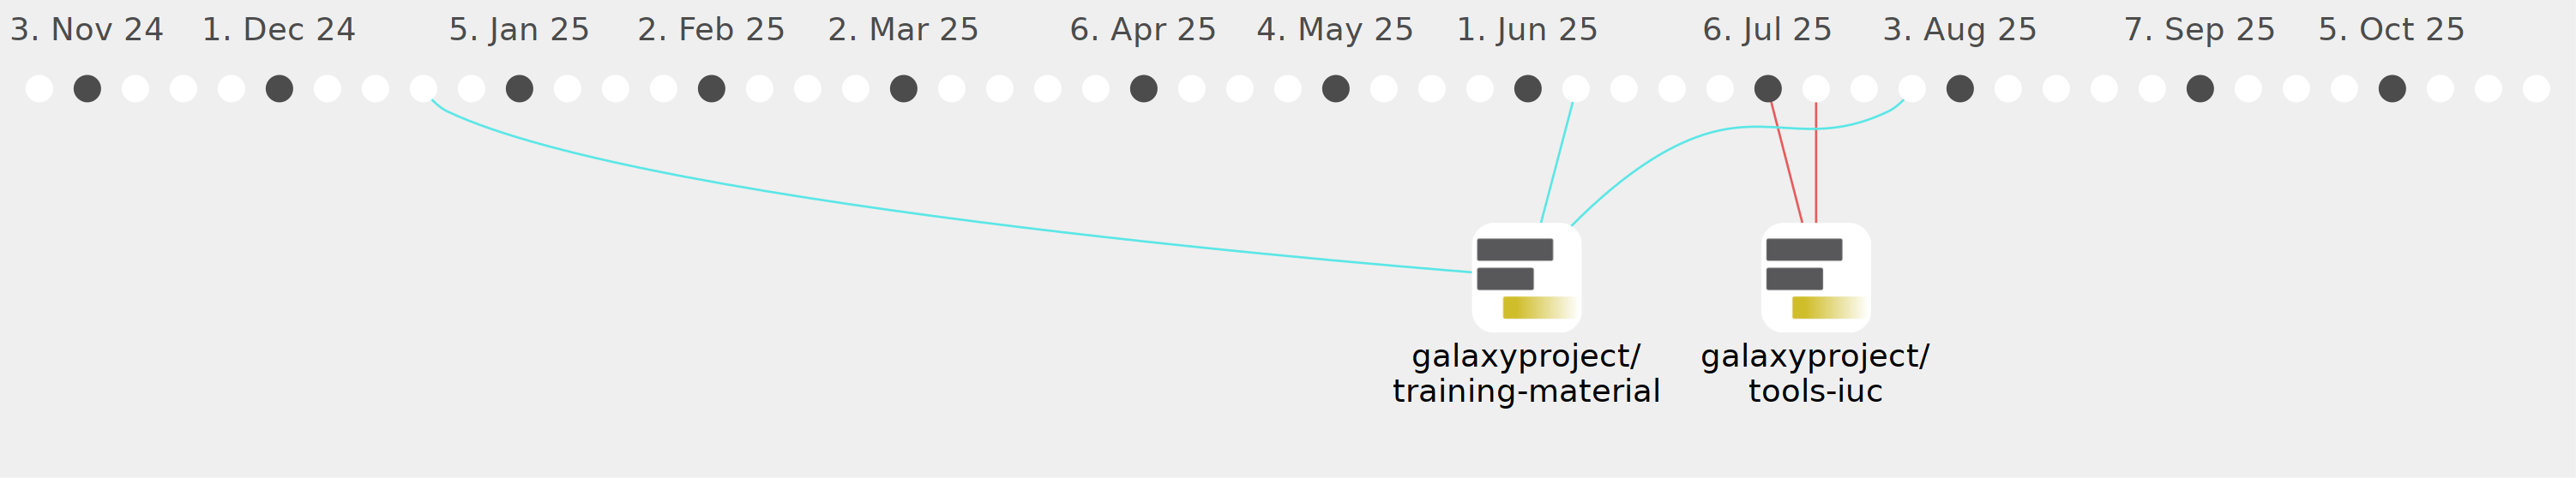 3. Nov 24 1. Dec 24 5. Jan 25 2. Feb 25 2. Mar 25 6. Apr 25 4. May 25 1. Jun 25 6. Jul 25 3. Aug 25 7. Sep 25 5. Oct 25
galaxyproject/
training-material
galaxyproject/
tools-iuc